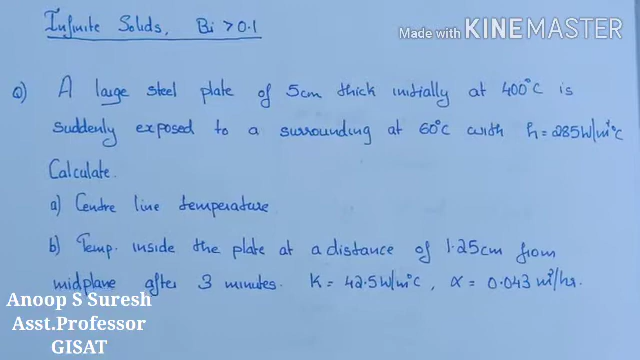 Infinite Solids, Bi > 0.1
Made with KINEMASTER
Q) A large steel plate of 5cm thick initially at 400°C is
suddenly exposed to a surrounding at 60°C with h = 285W/m²°C
Calculate.
a) Centre line temperature
b) Temp. inside the plate at a distance of 1.25cm from
midplane after 3 minutes. K = 42.5W/m°C, α = 0.043 m²/hr.
Anoop S Suresh
Asst.Professor
GISAT